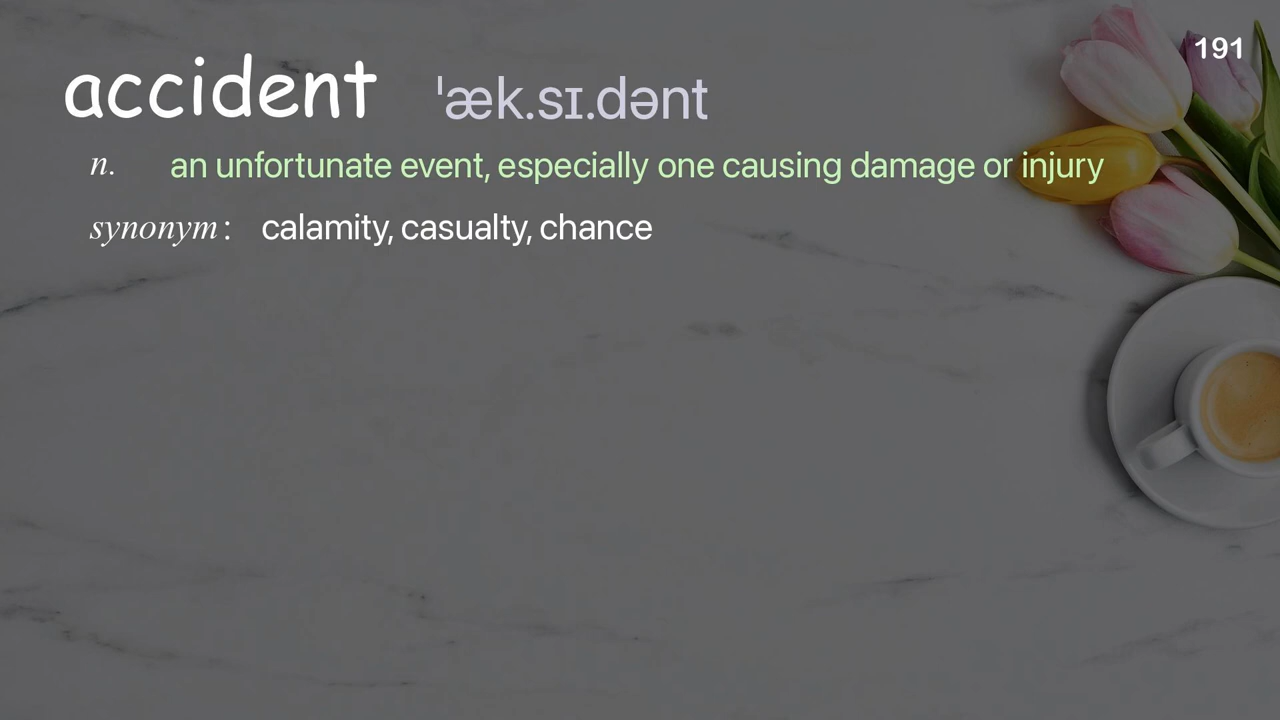 191
accident ˈæk.sɪ.dənt
n. an unfortunate event, especially one causing damage or injury
synonym: calamity, casualty, chance